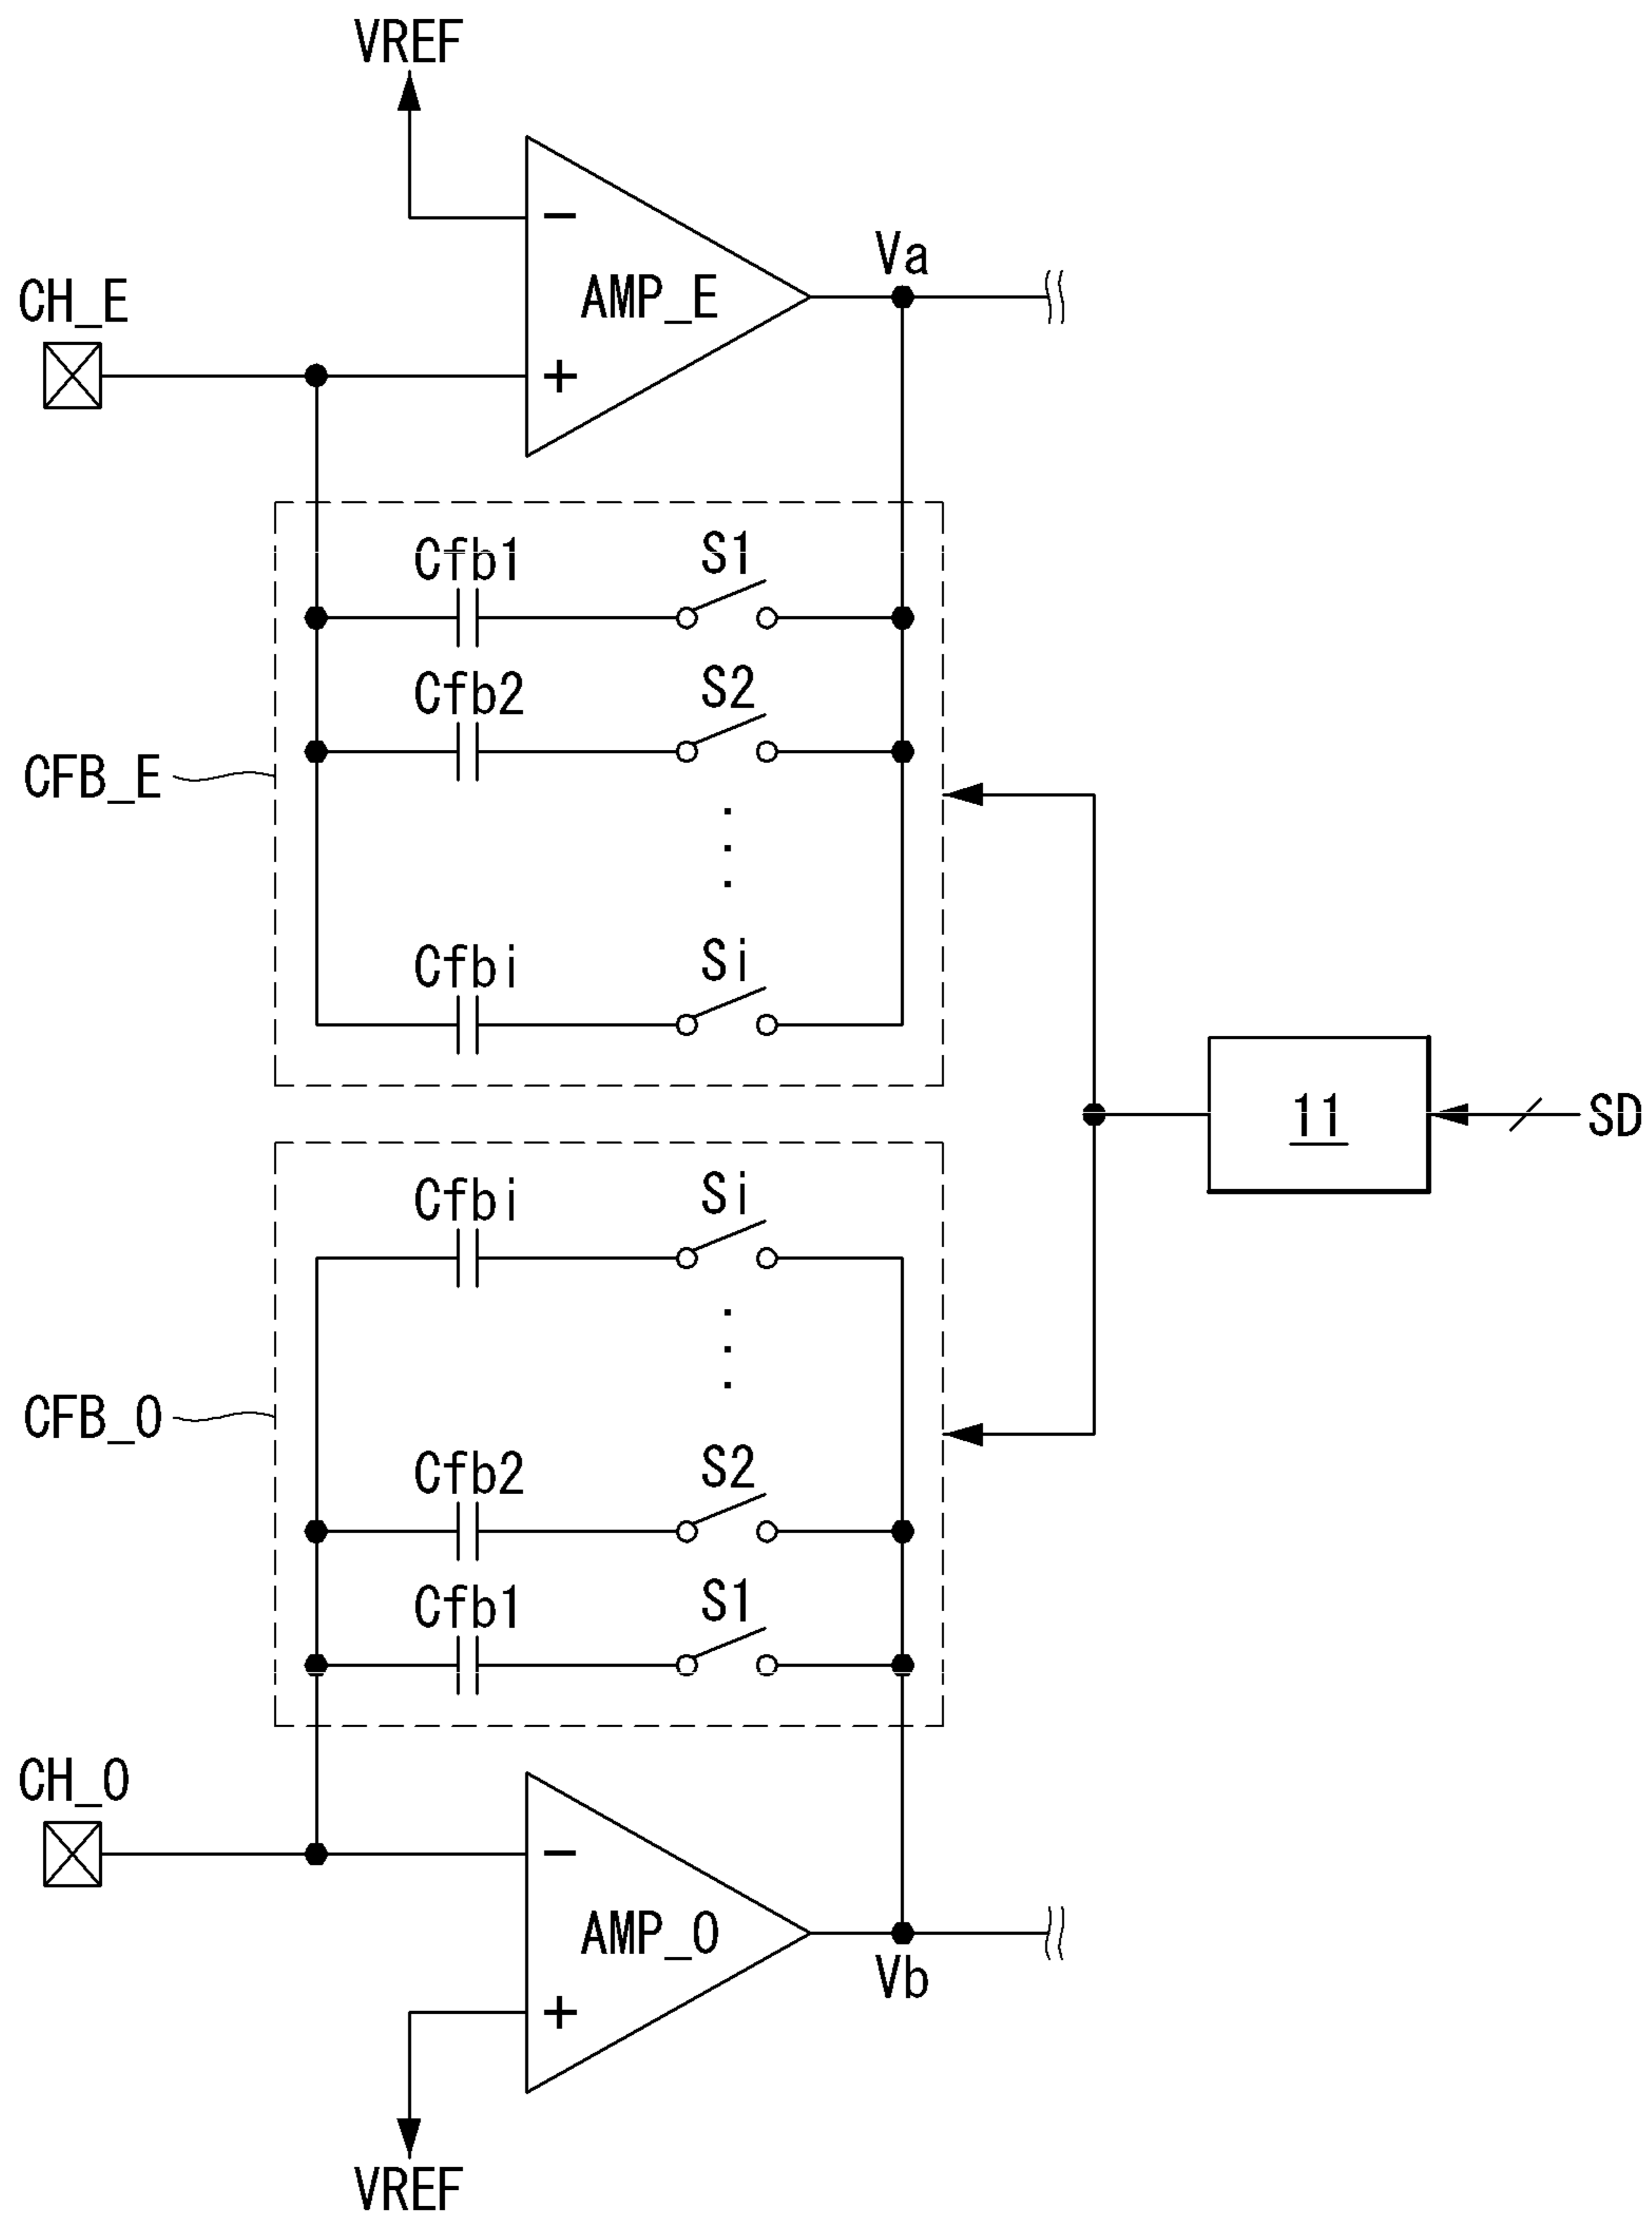 VREF
−
Va
AMP_E
CH_E
+
Cfb1
S1
Cfb2
S2
CFB_E
Cfbi
Si
11
SD
Cfbi
Si
CFB_O
Cfb2
S2
Cfb1
S1
CH_O
−
AMP_O
Vb
+
VREF